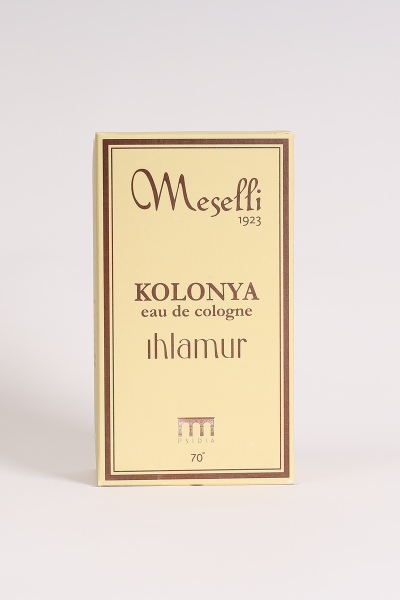 Meselli
1923
KOLONYA
eau de cologne
ıhlamur
PSIDIA
70°